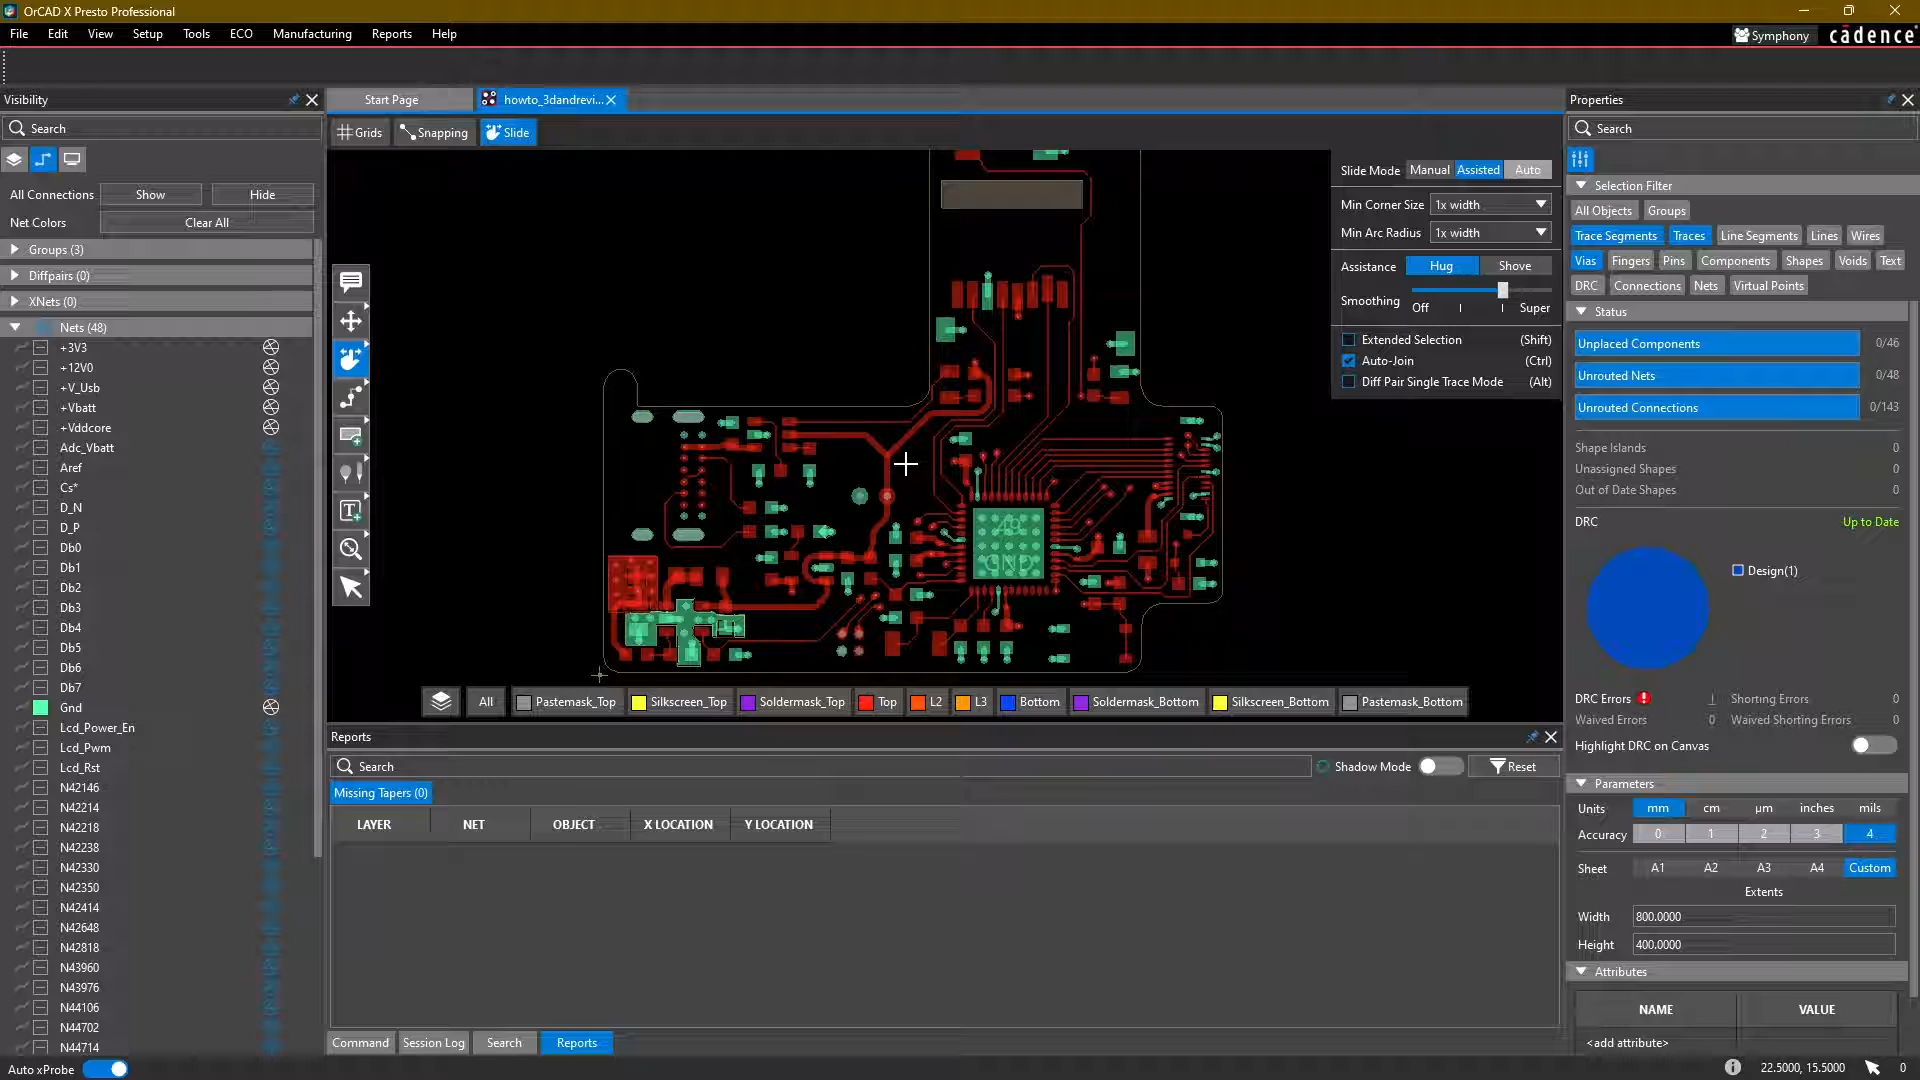 OrCAD X Presto Professional
File Edit View Setup Tools ECO Manufacturing Reports Help
Symphony cādence
Visibility
Search
All Connections Show Hide
Net Colors Clear All
Groups (3)
Diffpairs (0)
XNets (0)
Nets (48)
+3V3
+12V0
+V_Usb
+Vbatt
+Vddcore
Adc_Vbatt
Aref
Cs*
D_N
D_P
Db0
Db1
Db2
Db3
Db4
Db5
Db6
Db7
Gnd
Lcd_Power_En
Lcd_Pwm
Lcd_Rst
N42146
N42214
N42218
N42238
N42330
N42350
N42414
N42648
N42818
N43960
N43976
N44106
N44702
N44714
Auto xProbe
Start Page howto_3dandrevi...
Grids Snapping Slide
Slide Mode Manual Assisted Auto
Min Corner Size 1x width
Min Arc Radius 1x width
Assistance Hug Shove
Smoothing Off Super
Extended Selection (Shift)
Auto-Join (Ctrl)
Diff Pair Single Trace Mode (Alt)
49
GND
All Pastemask_Top Silkscreen_Top Soldermask_Top Top L2 L3 Bottom Soldermask_Bottom Silkscreen_Bottom Pastemask_Bottom
Reports
Search Shadow Mode Reset
Missing Tapers (0)
LAYER NET OBJECT X LOCATION Y LOCATION
Command Session Log Search Reports
Properties
Search
Selection Filter
All Objects Groups
Trace Segments Traces Line Segments Lines Wires
Vias Fingers Pins Components Shapes Voids Text
DRC Connections Nets Virtual Points
Status
Unplaced Components 0/46
Unrouted Nets 0/48
Unrouted Connections 0/143
Shape Islands 0
Unassigned Shapes 0
Out of Date Shapes 0
DRC Up to Date
Design(1)
DRC Errors 1 Shorting Errors 0
Waived Errors 0 Waived Shorting Errors 0
Highlight DRC on Canvas
Parameters
Units mm cm µm inches mils
Accuracy 0 1 2 3 4
Sheet A1 A2 A3 A4 Custom
Extents
Width 800.0000
Height 400.0000
Attributes
NAME VALUE
<add attribute>
22.5000, 15.5000 0